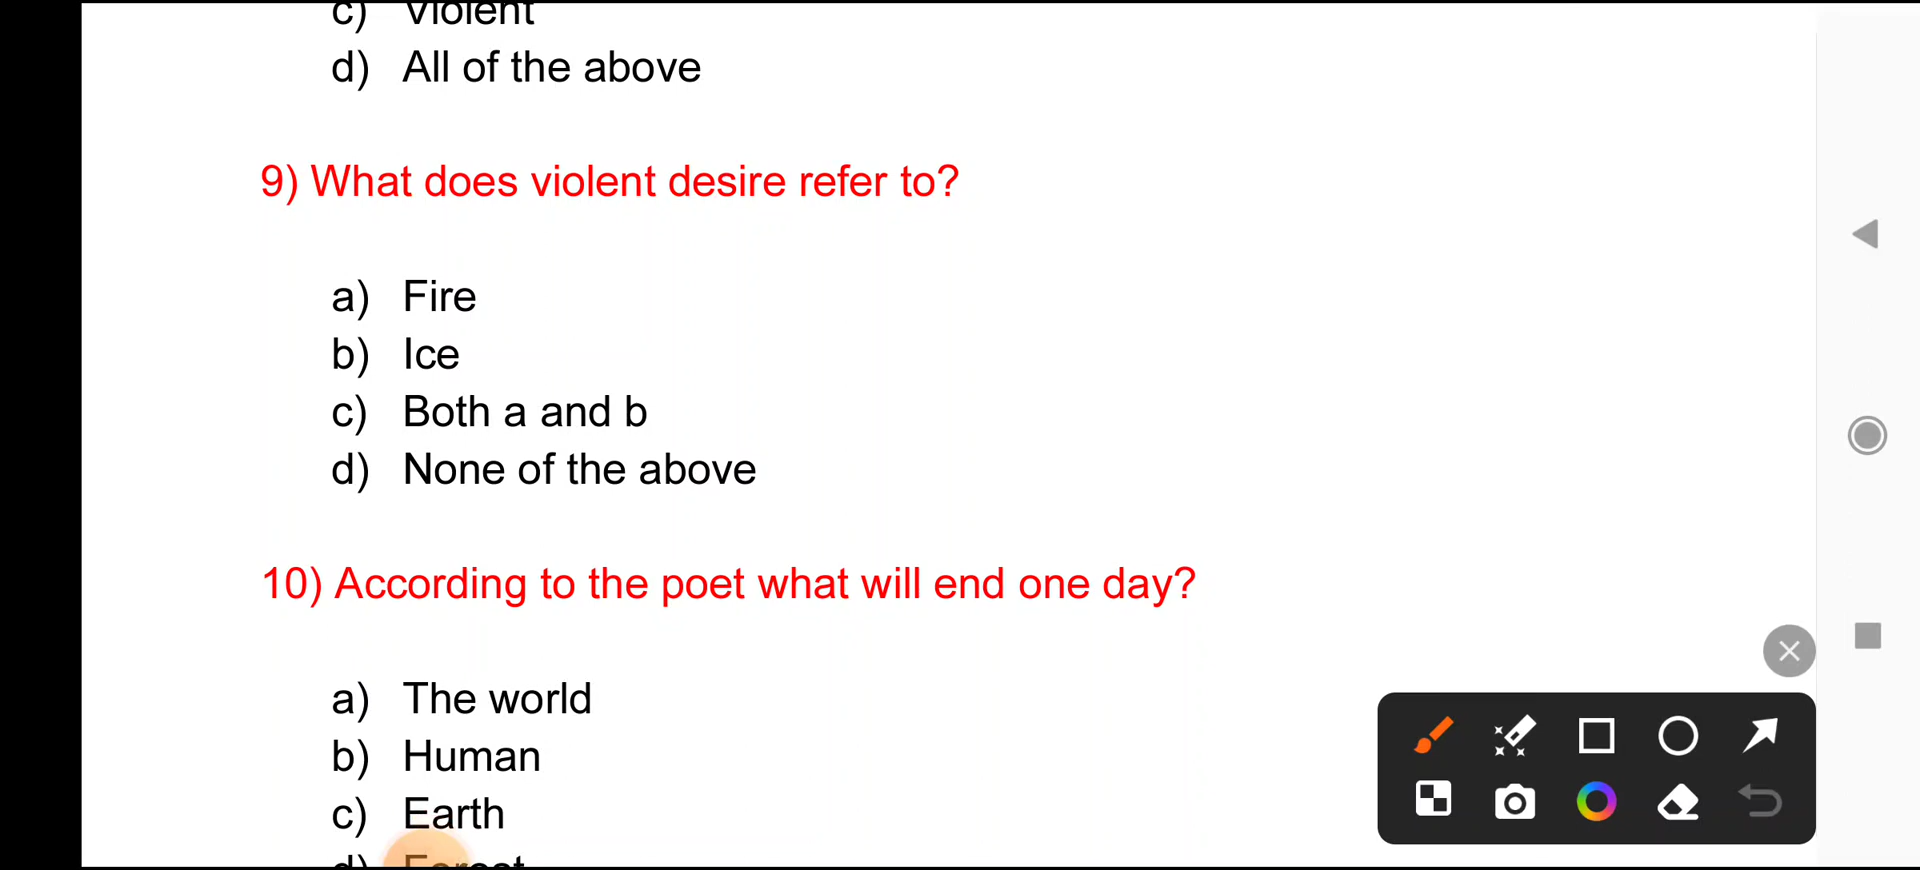 c) Violent
d) All of the above
9) What does violent desire refer to?
a) Fire
b) Ice
c) Both a and b
d) None of the above
10) According to the poet what will end one day?
a) The world
b) Human
c) Earth
d) Forest